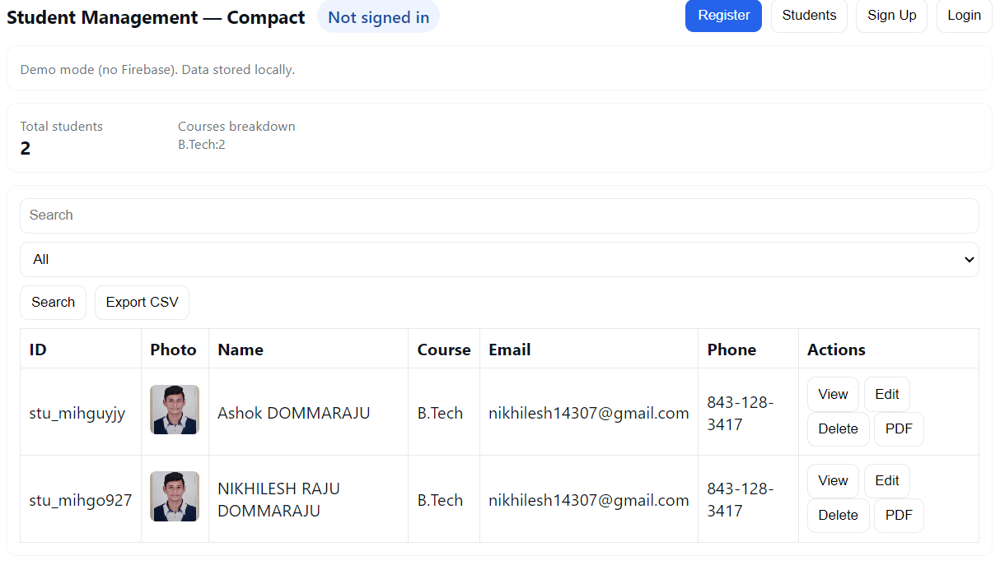 Student Management — Compact Not signed in Register Students Sign Up Login
Demo mode (no Firebase). Data stored locally.
Total students Courses breakdown
2 B.Tech:2
Search
All
Search Export CSV
ID Photo Name Course Email Phone Actions
stu_mihguyjy Ashok DOMMARAJU B.Tech nikhilesh14307@gmail.com 843-128-
3417 View Edit
Delete PDF
stu_mihgo927 NIKHILESH RAJU
DOMMARAJU B.Tech nikhilesh14307@gmail.com 843-128-
3417 View Edit
Delete PDF